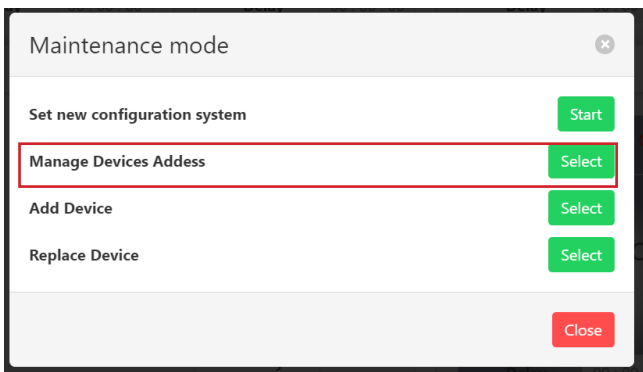 Maintenance mode
Set new configuration system Start
Manage Devices Addess Select
Add Device Select
Replace Device Select
Close